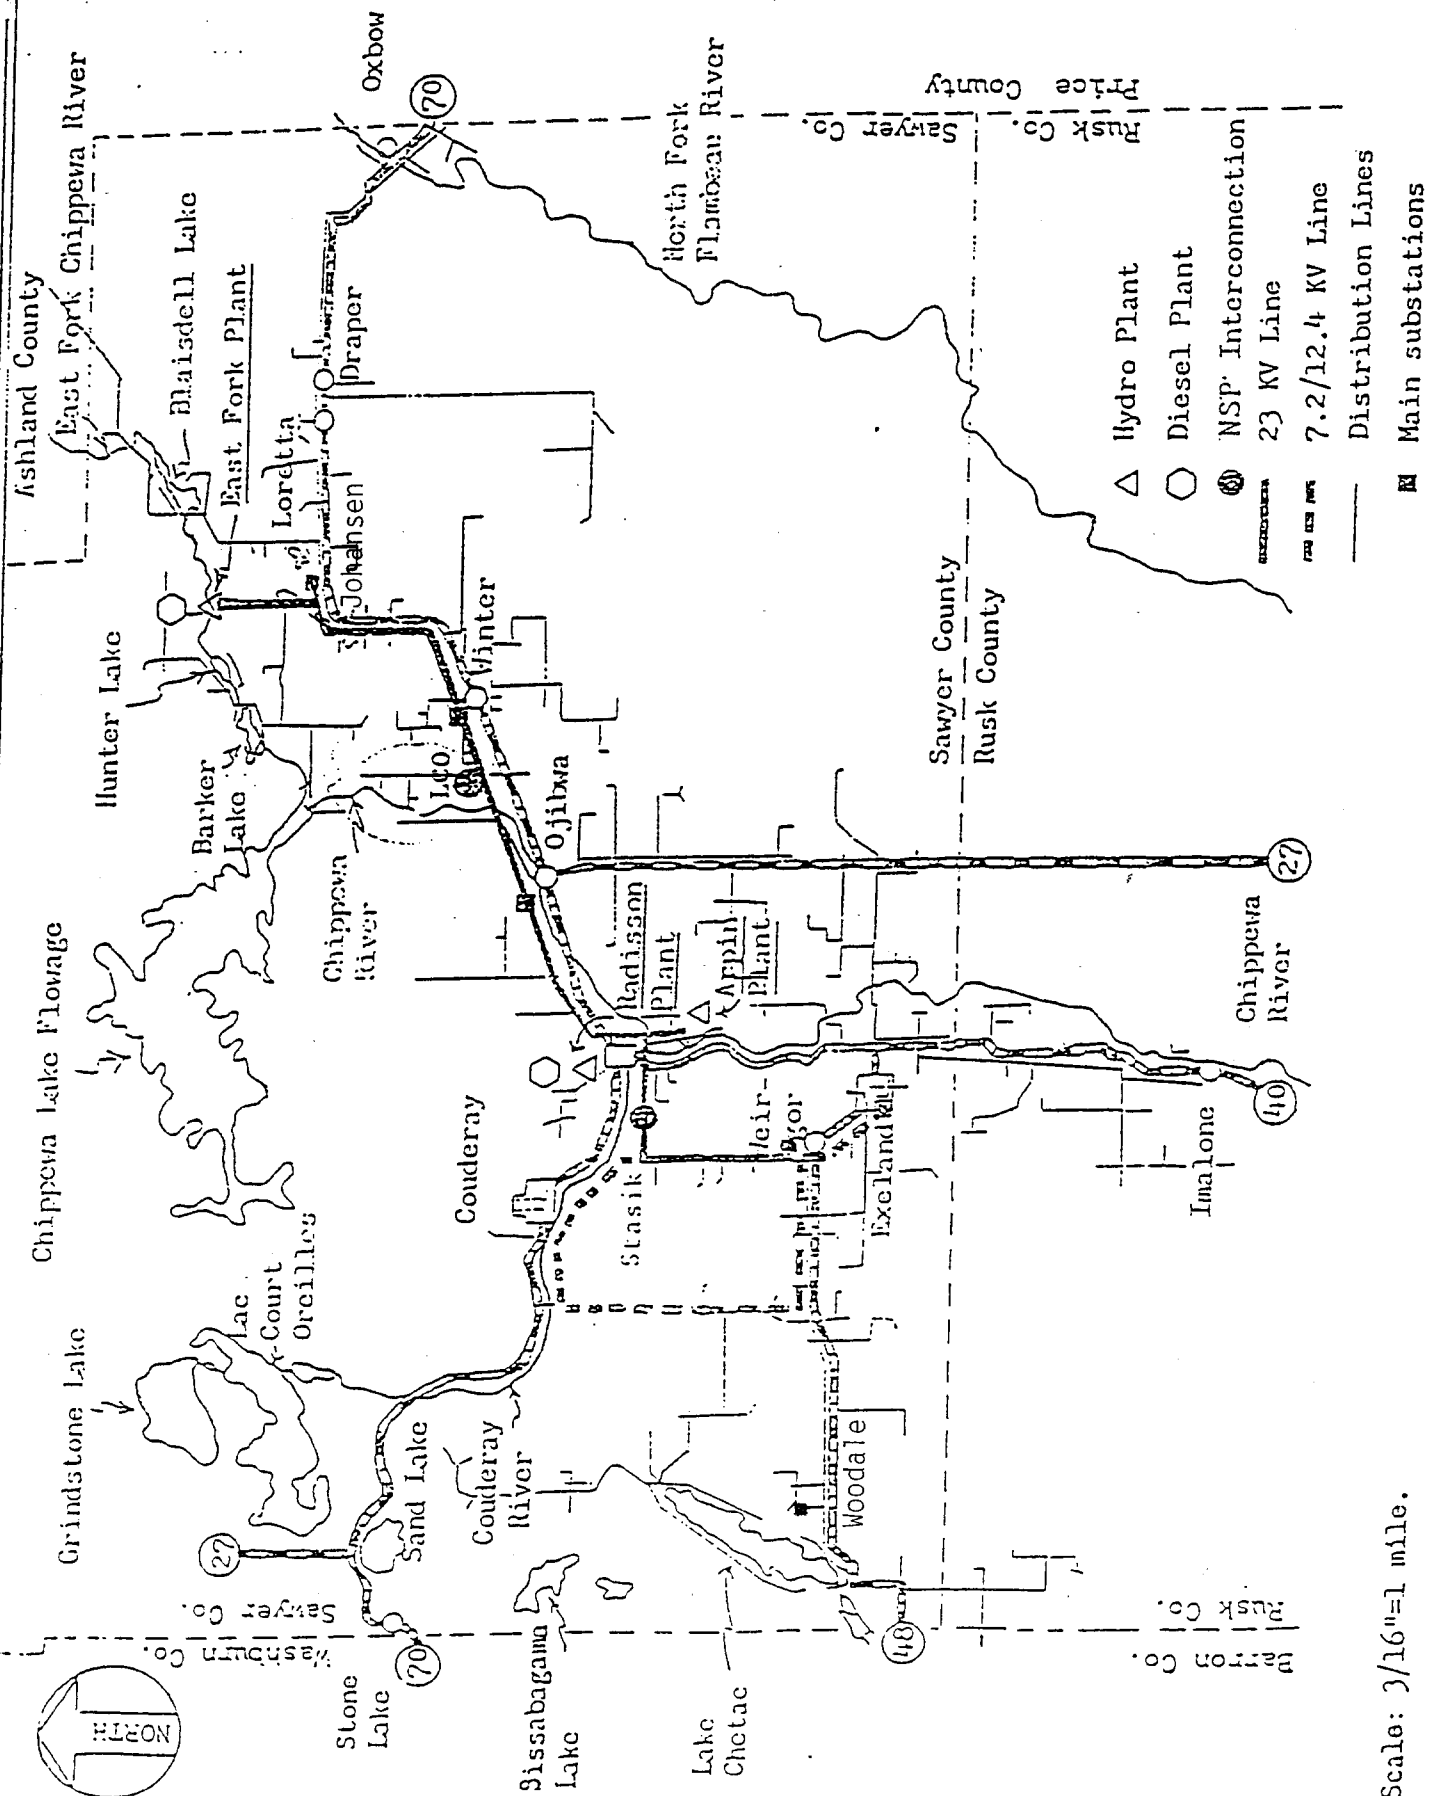 NORTH
Washburn Co.
Sawyer Co.
Stone
Lake
70
27
Grindstone Lake
Lac
Court
Oreilles
Sand Lake
Couderay
River
Bissabagama
Lake
Lake
Chetac
48
Barron Co.
Rusk Co.
Woodale
Chippewa Lake Flowage
Couderay
Stasik
Weir-
gor
Exeland
Imalone
40
Chippewa
River
27
Radisson
Plant
Arpin
Plant
Ojibwa
LCO
Winter
Chippewa
River
Barker
Lake
Hunter Lake
Johansen
Loretta
Draper
East Fork Plant
Blaisdell Lake
East Fork Chippewa River
Ashland County
Oxbow
70
North Fork
Flambeau River
Sawyer Co.
Rusk Co.
Price County
Sawyer County
Rusk County
Hydro Plant
Diesel Plant
NSP Interconnection
23 KV Line
7.2/12.4 KV Line
Distribution Lines
Main substations
Scale: 3/16"=1 mile.